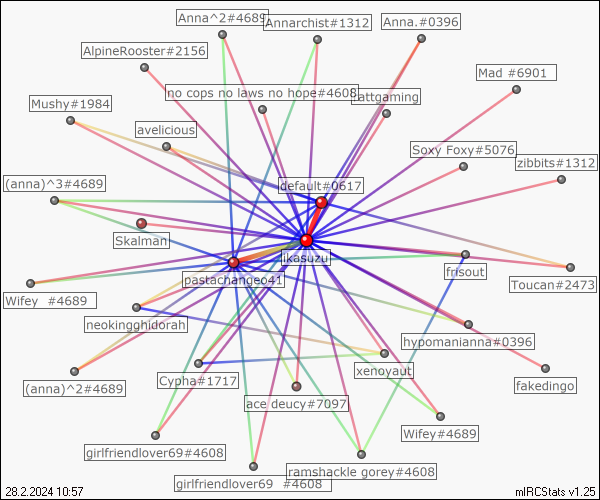 Anna^2#4689
Annarchist#1312
Anna.#0396
AlpineRooster#2156
Mad #6901
no cops no laws no hope#4608
rattgaming
Mushy#1984
avelicious
Soxy Foxy#5076
zibbits#1312
(anna)^3#4689
default#0617
Skalman
ikasuzu
frisout
pastachangeo41
Toucan#2473
Wifey #4689
neokingghidorah
hypomanianna#0396
xenoyaut
(anna)^2#4689
Cypha#1717
fakedingo
ace deucy#7097
Wifey#4689
girlfriendlover69#4608
ramshackle gorey#4608
girlfriendlover69 #4608
28.2.2024 10:57
mIRCStats v1.25